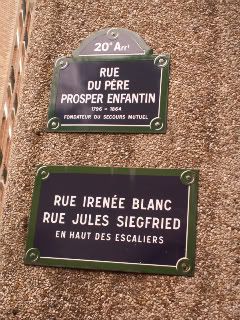 20e Arrt
RUE
DU PÈRE
PROSPER ENFANTIN
1796 - 1864
FONDATEUR DU SECOURS MUTUEL
RUE IRENÉE BLANC
RUE JULES SIEGFRIED
EN HAUT DES ESCALIERS